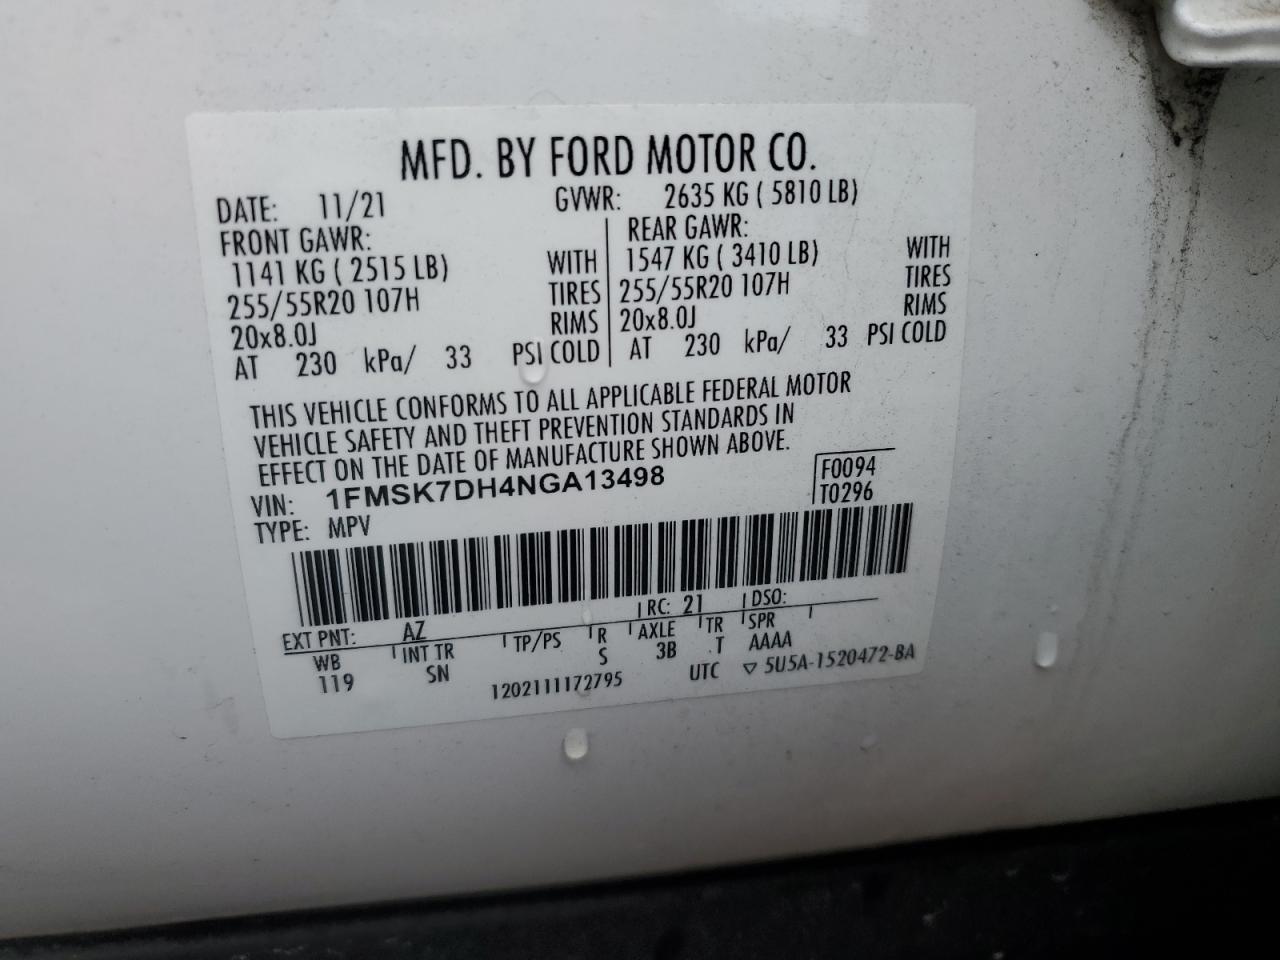 MFD. BY FORD MOTOR CO.
DATE: 11/21 GVWR: 2635 KG ( 5810 LB)
FRONT GAWR: REAR GAWR:
1141 KG ( 2515 LB) WITH 1547 KG ( 3410 LB) WITH
255/55R20 107H TIRES 255/55R20 107H TIRES
20x8.0J RIMS 20x8.0J RIMS
AT 230 kPa/ 33 PSI COLD AT 230 kPa/ 33 PSI COLD
THIS VEHICLE CONFORMS TO ALL APPLICABLE FEDERAL MOTOR
VEHICLE SAFETY AND THEFT PREVENTION STANDARDS IN
EFFECT ON THE DATE OF MANUFACTURE SHOWN ABOVE.
VIN: 1FMSK7DH4NGA13498 F0094
TYPE: MPV T0296
EXT PNT: AZ RC: 21 DSO:
WB INT TR TP/PS R AXLE TR SPR
119 SN S 3B T AAAA
1202111172795 UTC ▽ 5U5A-1520472-BA